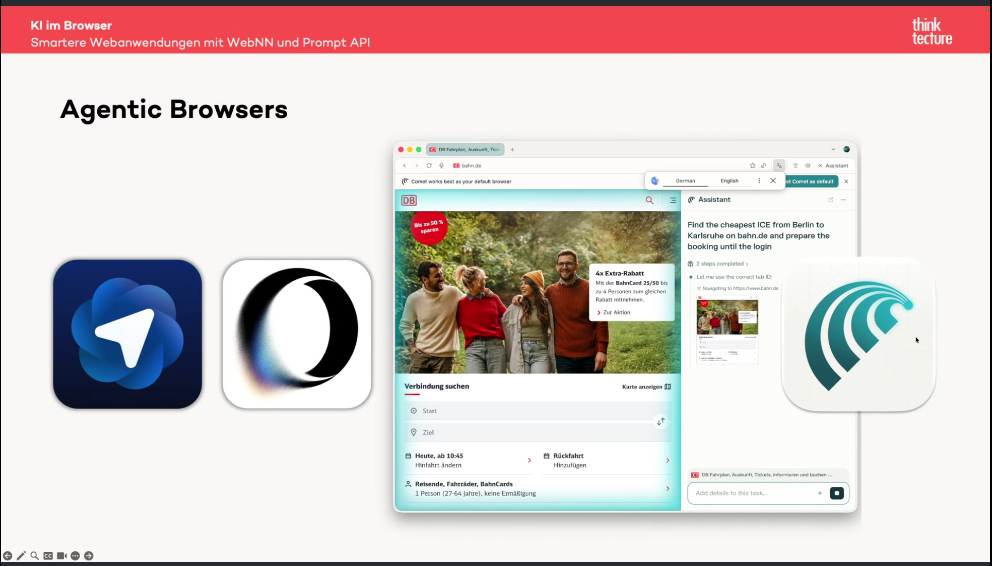 KI im Browser
Smartere Webanwendungen mit WebNN und Prompt API
think
tecture
Agentic Browsers
DB Fahrplan, Auskunft, Tick
bahn.de
Assistant
Comet works best as your default browser
German
English
et Comet as default
DB
Bis zu 50 %
sparen
4x Extra-Rabatt
Mit der BahnCard 25/50 bis
zu 4 Personen zum gleichen
Rabatt mitnehmen.
Zur Aktion
Verbindung suchen
Karte anzeigen
Start
Ziel
Heute, ab 10:45
Hinfahrt ändern
Rückfahrt
Hinzufügen
Reisende, Fahrräder, BahnCards
1 Person (27-64 Jahre), keine Ermäßigung
Assistant
Find the cheapest ICE from Berlin to
Karlsruhe on bahn.de and prepare the
booking until the login
2 steps completed
Let me use the correct tab ID:
Navigating to https://www.bahn.de
DB Fahrplan, Auskunft, Tickets, informieren und buchen -...
Add details to this task...